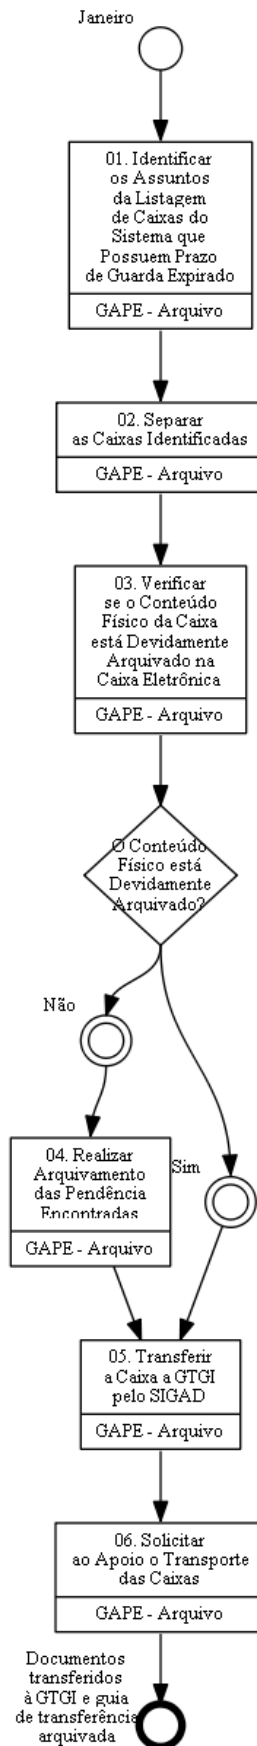 Janeiro
01. Identificar
os Assuntos
da Listagem
de Caixas do
Sistema que
Possuem Prazo
de Guarda Expirado
GAPE - Arquivo
02. Separar
as Caixas Identificadas
GAPE - Arquivo
03. Verificar
se o Conteúdo
Físico da Caixa
está Devidamente
Arquivado na
Caixa Eletrônica
GAPE - Arquivo
O Conteúdo
Físico está
Devidamente
Arquivado?
Não
04. Realizar
Arquivamento
das Pendência
Encontradas
GAPE - Arquivo
Sim
05. Transferir
a Caixa a GTGI
pelo SIGAD
GAPE - Arquivo
06. Solicitar
ao Apoio o Transporte
das Caixas
GAPE - Arquivo
Documentos
transferidos
à GTGI e guia
de transferência
arquivada